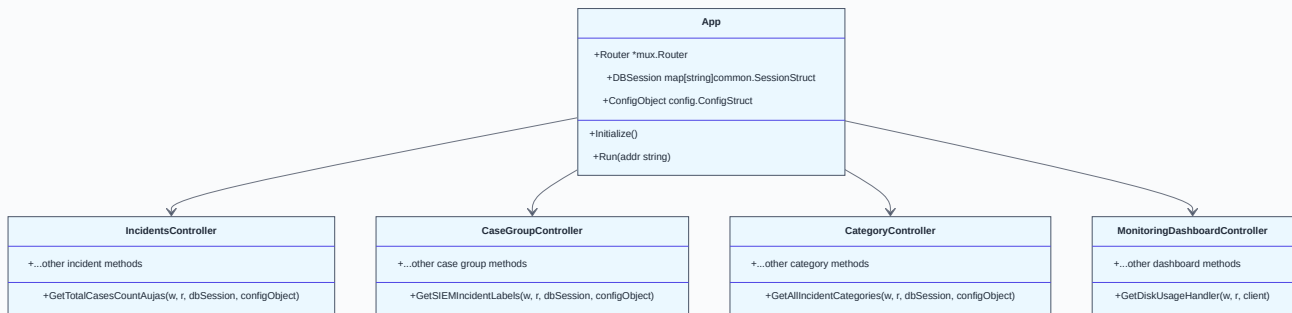 App
+Router *mux.Router
+DBSession map[string]common.SessionStruct
+ConfigObject config.ConfigStruct
+Initialize()
+Run(addr string)
IncidentsController
+...other incident methods
+GetTotalCasesCountAujas(w, r, dbSession, configObject)
CaseGroupController
+...other case group methods
+GetSIEMIncidentLabels(w, r, dbSession, configObject)
CategoryController
+...other category methods
+GetAllIncidentCategories(w, r, dbSession, configObject)
MonitoringDashboardController
+...other dashboard methods
+GetDiskUsageHandler(w, r, client)